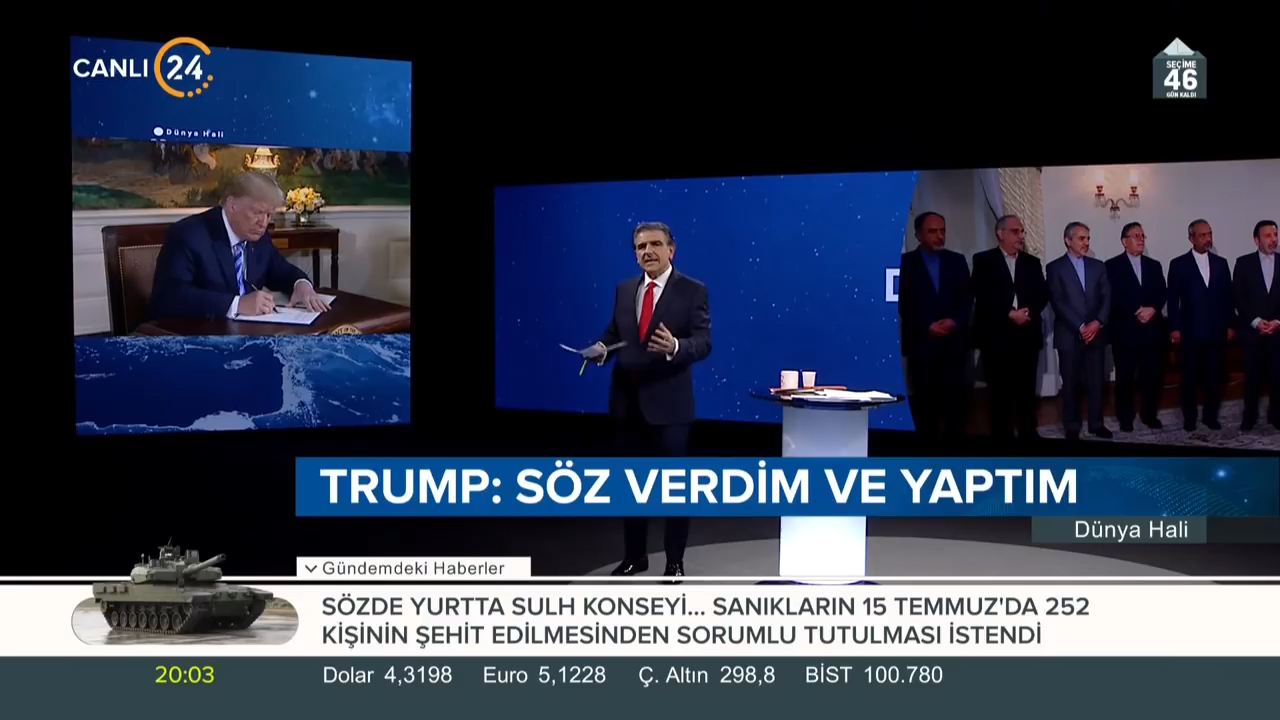 CANLI 24
SEÇİME
46
GÜN KALDI
Dünya Hali
TRUMP: SÖZ VERDİM VE YAPTIM
Dünya Hali
Gündemdeki Haberler
SÖZDE YURTTA SULH KONSEYİ... SANIKLARIN 15 TEMMUZ'DA 252
KİŞİNİN ŞEHİT EDİLMESİNDEN SORUMLU TUTULMASI İSTENDİ
20:03 Dolar 4,3198 Euro 5,1228 Ç. Altın 298,8 BİST 100.780